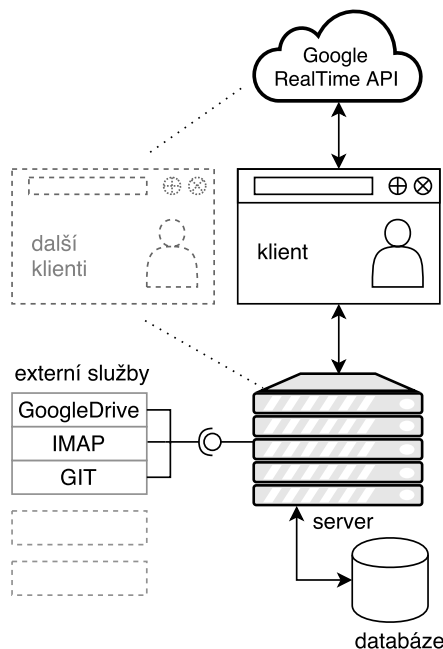 Google
RealTime API
další
klienti
klient
externí služby
GoogleDrive
IMAP
GIT
server
databáze